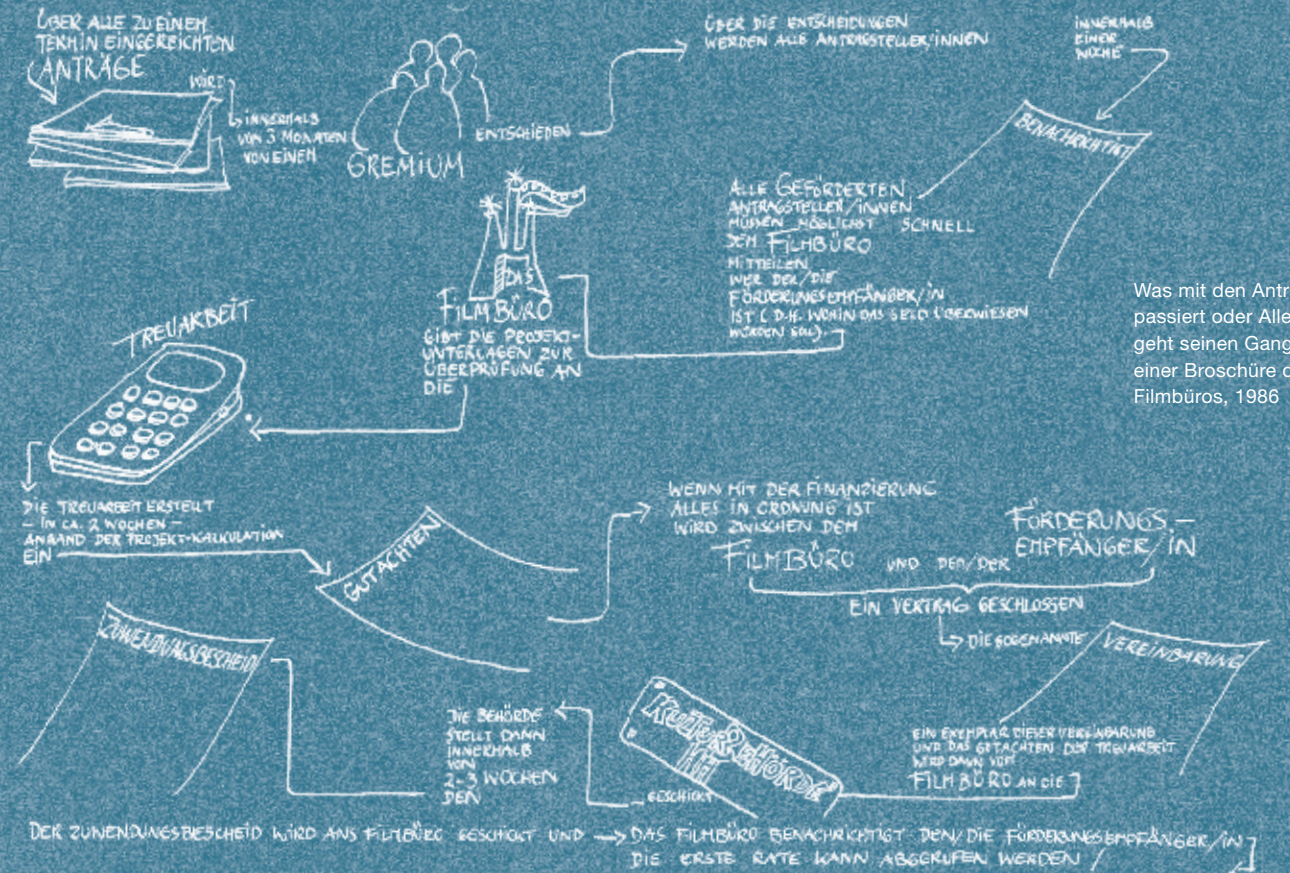 ÜBER ALLE ZU EINEM
TERMIN EINGEREICHTEN
ANTRÄGE
WIRD
INNERHALB
VON 3 MONATEN
VON EINEM
GREMIUM
ENTSCHIEDEN
ÜBER DIE ENTSCHEIDUNGEN
WERDEN ALLE ANTRAGSTELLER/INNEN
INNERHALB
EINER
WOCHE
BENACHRICHTIGT
ALLE GEFÖRDERTEN
ANTRAGSTELLER/INNEN
MÜSSEN MÖGLICHST SCHNELL
DEM FILMBÜRO
MITTEILEN
WER DER/DIE
FÖRDERUNGSEMPFÄNGER/IN
IST (D.H. WOHIN DAS GELD ÜBERWIESEN
WERDEN SOLL).
DAS
FILMBÜRO
GIBT DIE PROJEKT-
UNTERLAGEN ZUR
ÜBERPRÜFUNG AN
DIE
TREUARBEIT
Was mit den Antr
passiert oder Alle
geht seinen Gang
einer Broschüre d
Filmbüros, 1986
DIE TREUARBEIT ERSTELLT
– IN CA. 2 WOCHEN –
ANHAND DER PROJEKT-KALKULATION
EIN
GUTACHTEN
WENN MIT DER FINANZIERUNG
ALLES IN ORDNUNG IST
WIRD ZWISCHEN DEM
FILMBÜRO UND DEM/DER
FÖRDERUNGS-
EMPFÄNGER/IN
EIN VERTRAG GESCHLOSSEN
DIE SOGENANNTE
VEREINBARUNG
EIN EXEMPLAR DIESER VEREINBARUNG
UND DAS GUTACHTEN DER TREUARBEIT
WIRD DANN VOM
FILMBÜRO AN DIE
KULTURBEHÖRDE
HH
GESCHICKT
DIE BEHÖRDE
STELLT DANN
INNERHALB
VON
2-3 WOCHEN
DEN
ZUWENDUNGSBESCHEID
DER ZUWENDUNGSBESCHEID WIRD ANS FILMBÜRO GESCHICKT UND
DAS FILMBÜRO BENACHRICHTIGT DEN/DIE FÖRDERUNGSEMPFÄNGER/IN
DIE ERSTE RATE KANN ABGERUFEN WERDEN